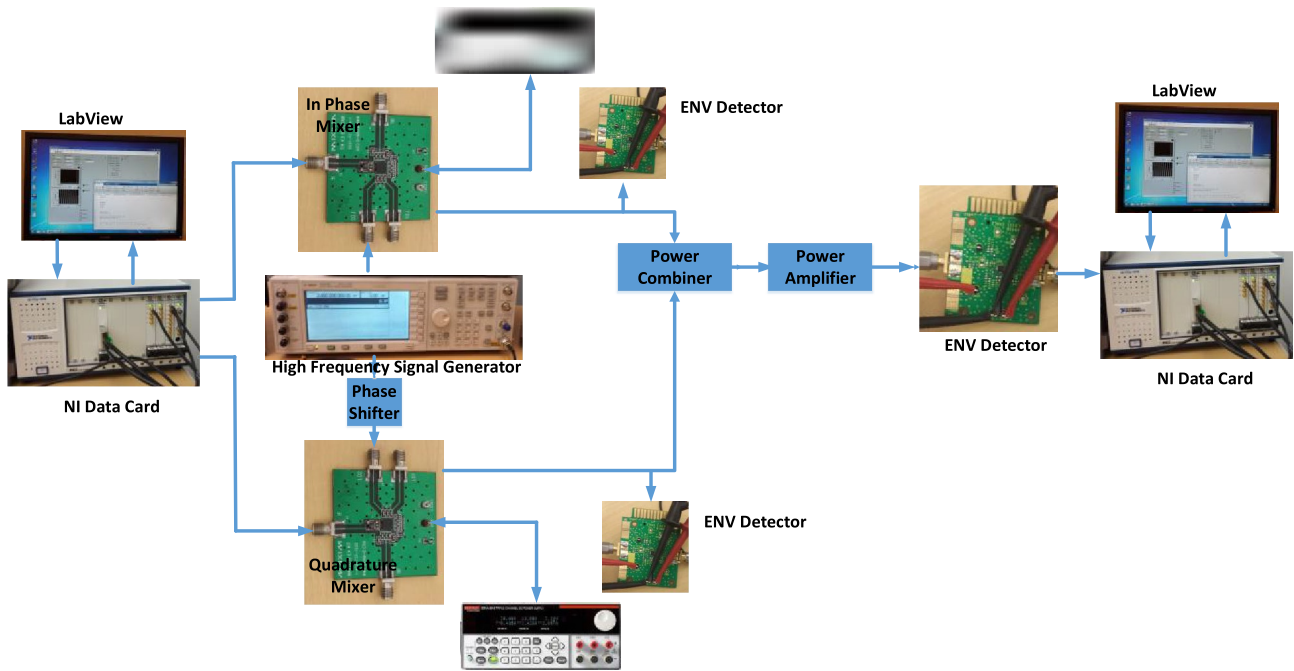 In Phase
Mixer
ENV Detector
LabView
LabView
Power
Combiner
Power
Amplifier
High Frequency Signal Generator
ENV Detector
Phase
Shifter
NI Data Card
NI Data Card
ENV Detector
Quadrature
Mixer